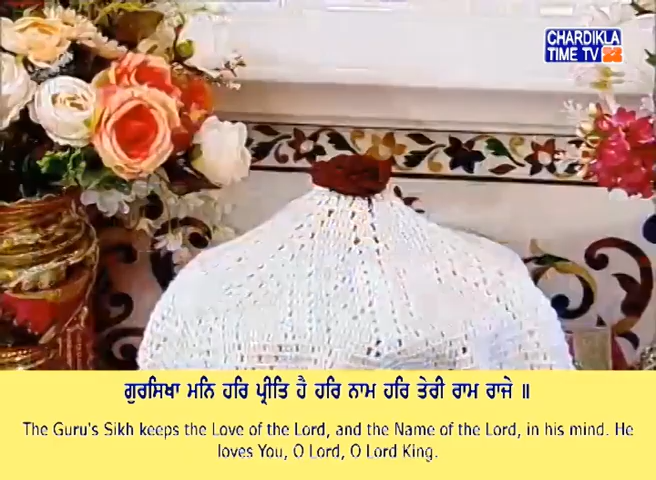 CHARDIKLA
TIME TV
ਗੁਰਸਿਖਾ ਮਨਿ ਹਰਿ ਪ੍ਰੀਤਿ ਹੈ ਹਰਿ ਨਾਮ ਹਰਿ ਤੇਰੀ ਰਾਮ ਰਾਜੇ ॥
The Guru's Sikh keeps the Love of the Lord, and the Name of the Lord, in his mind. He
loves You, O Lord, O Lord King.